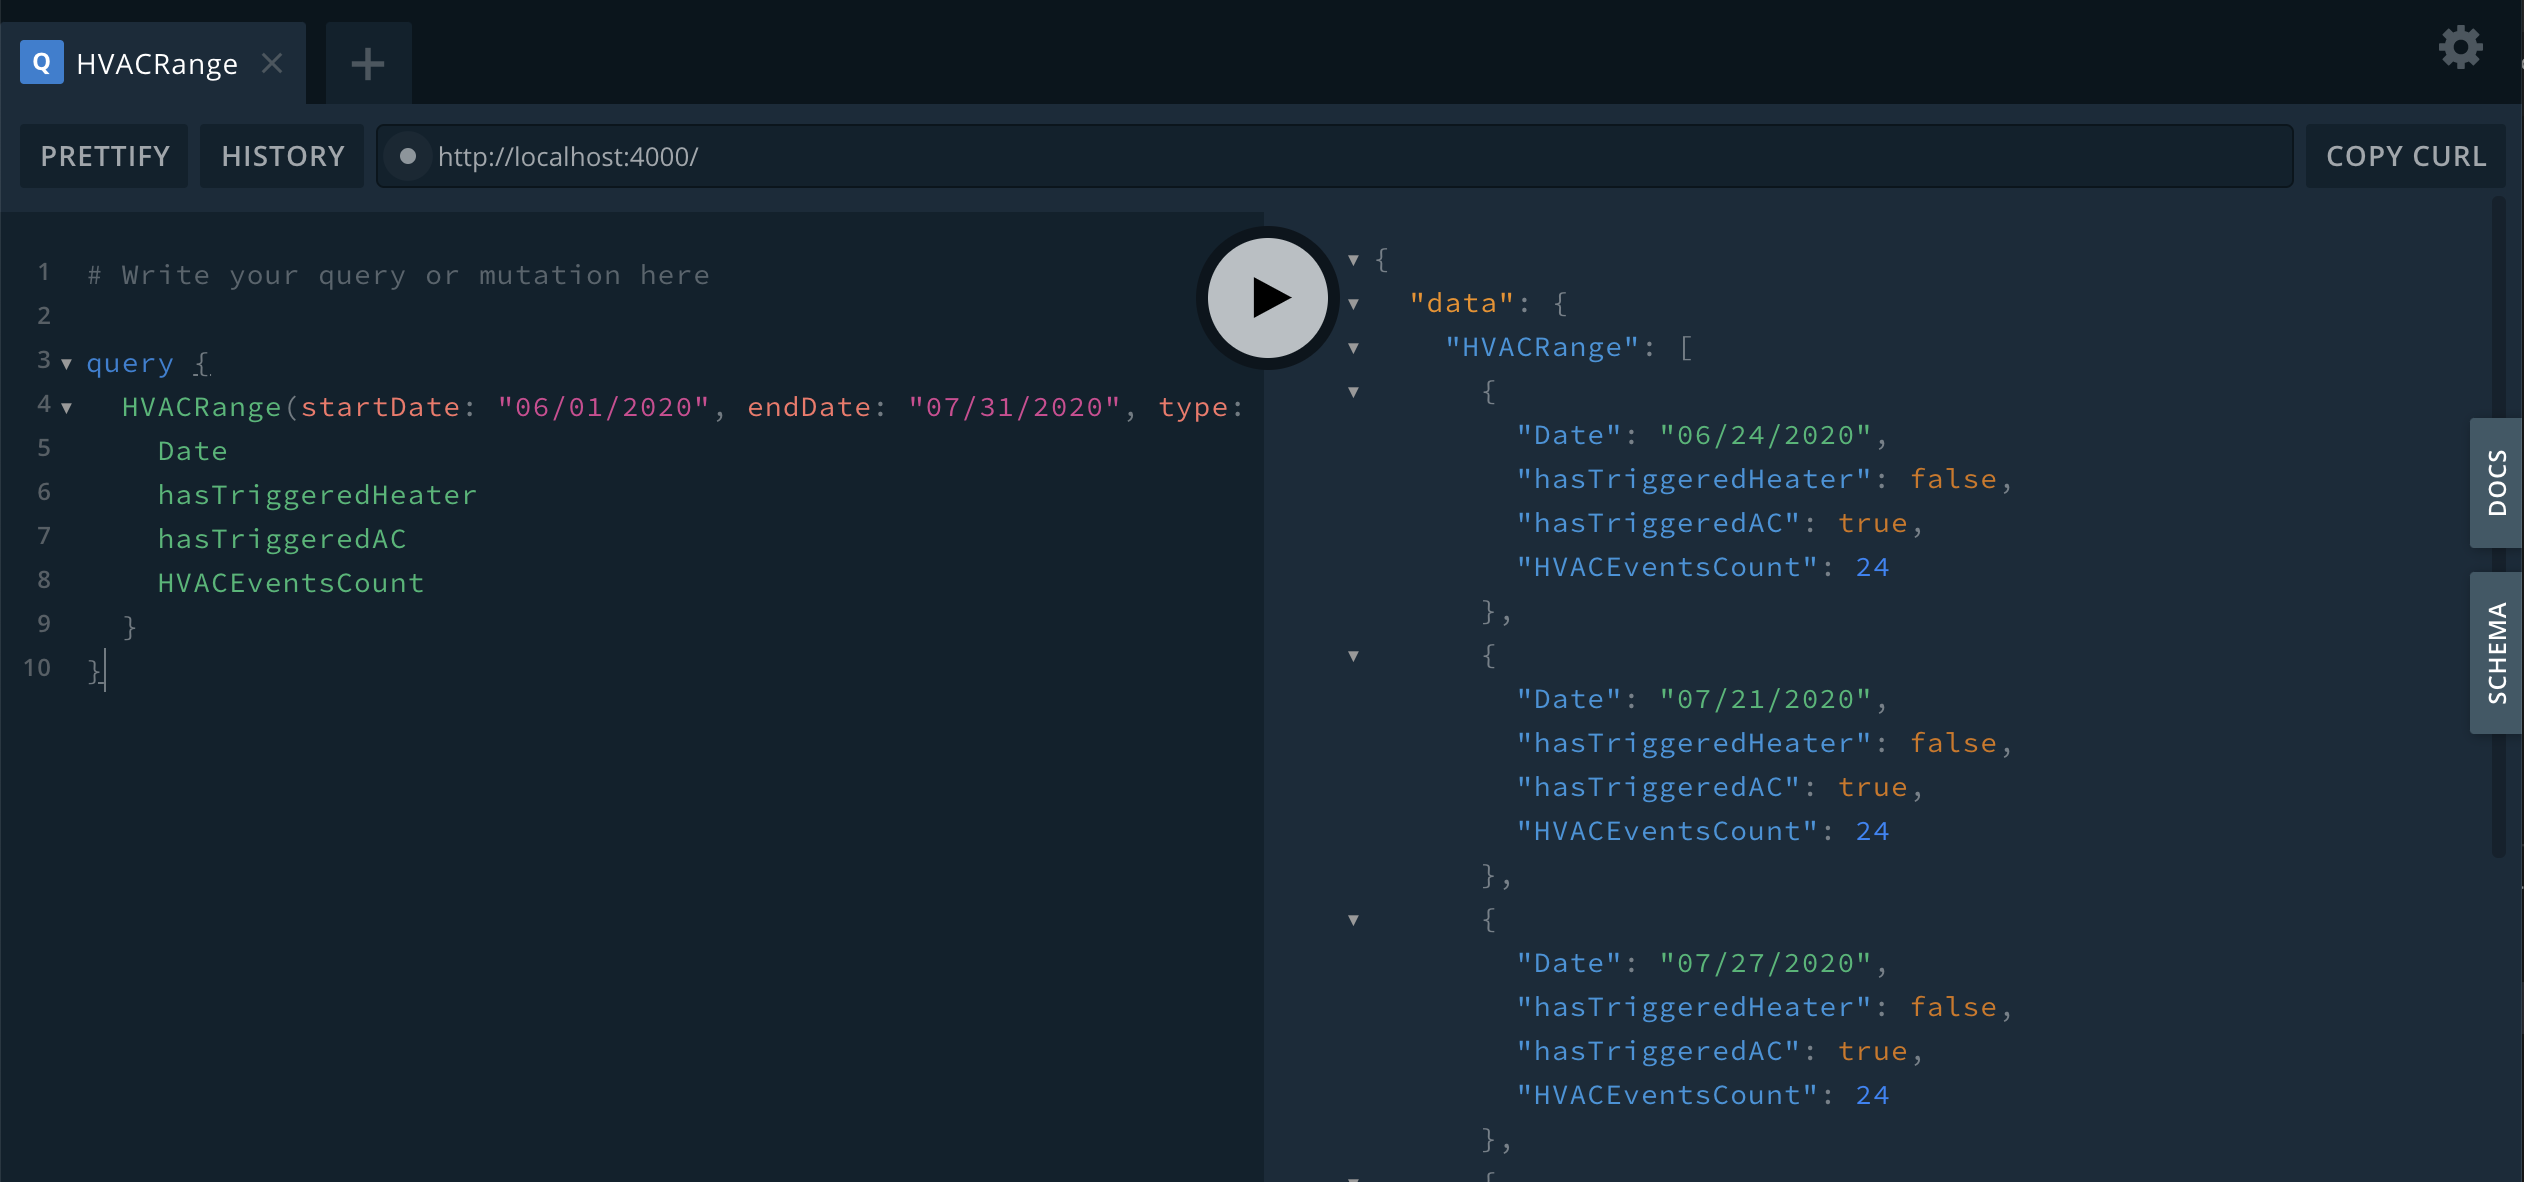 Q HVACRange
PRETTIFY HISTORY http://localhost:4000/ COPY CURL
1 # Write your query or mutation here
2
3 query {
4 HVACRange(startDate: "06/01/2020", endDate: "07/31/2020", type:
5 Date
6 hasTriggeredHeater
7 hasTriggeredAC
8 HVACEventsCount
9 }
10 }
{
"data": {
"HVACRange": [
{
"Date": "06/24/2020",
"hasTriggeredHeater": false,
"hasTriggeredAC": true,
"HVACEventsCount": 24
},
{
"Date": "07/21/2020",
"hasTriggeredHeater": false,
"hasTriggeredAC": true,
"HVACEventsCount": 24
},
{
"Date": "07/27/2020",
"hasTriggeredHeater": false,
"hasTriggeredAC": true,
"HVACEventsCount": 24
},
{
DOCS
SCHEMA